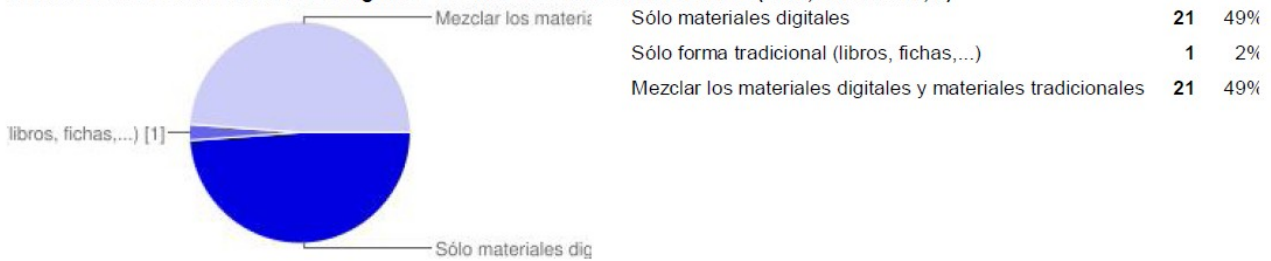 Mezclar los materia
libros, fichas,...) [1]
Sólo materiales dig
Sólo materiales digitales 21 49%
Sólo forma tradicional (libros, fichas,...) 1 2%
Mezclar los materiales digitales y materiales tradicionales 21 49%